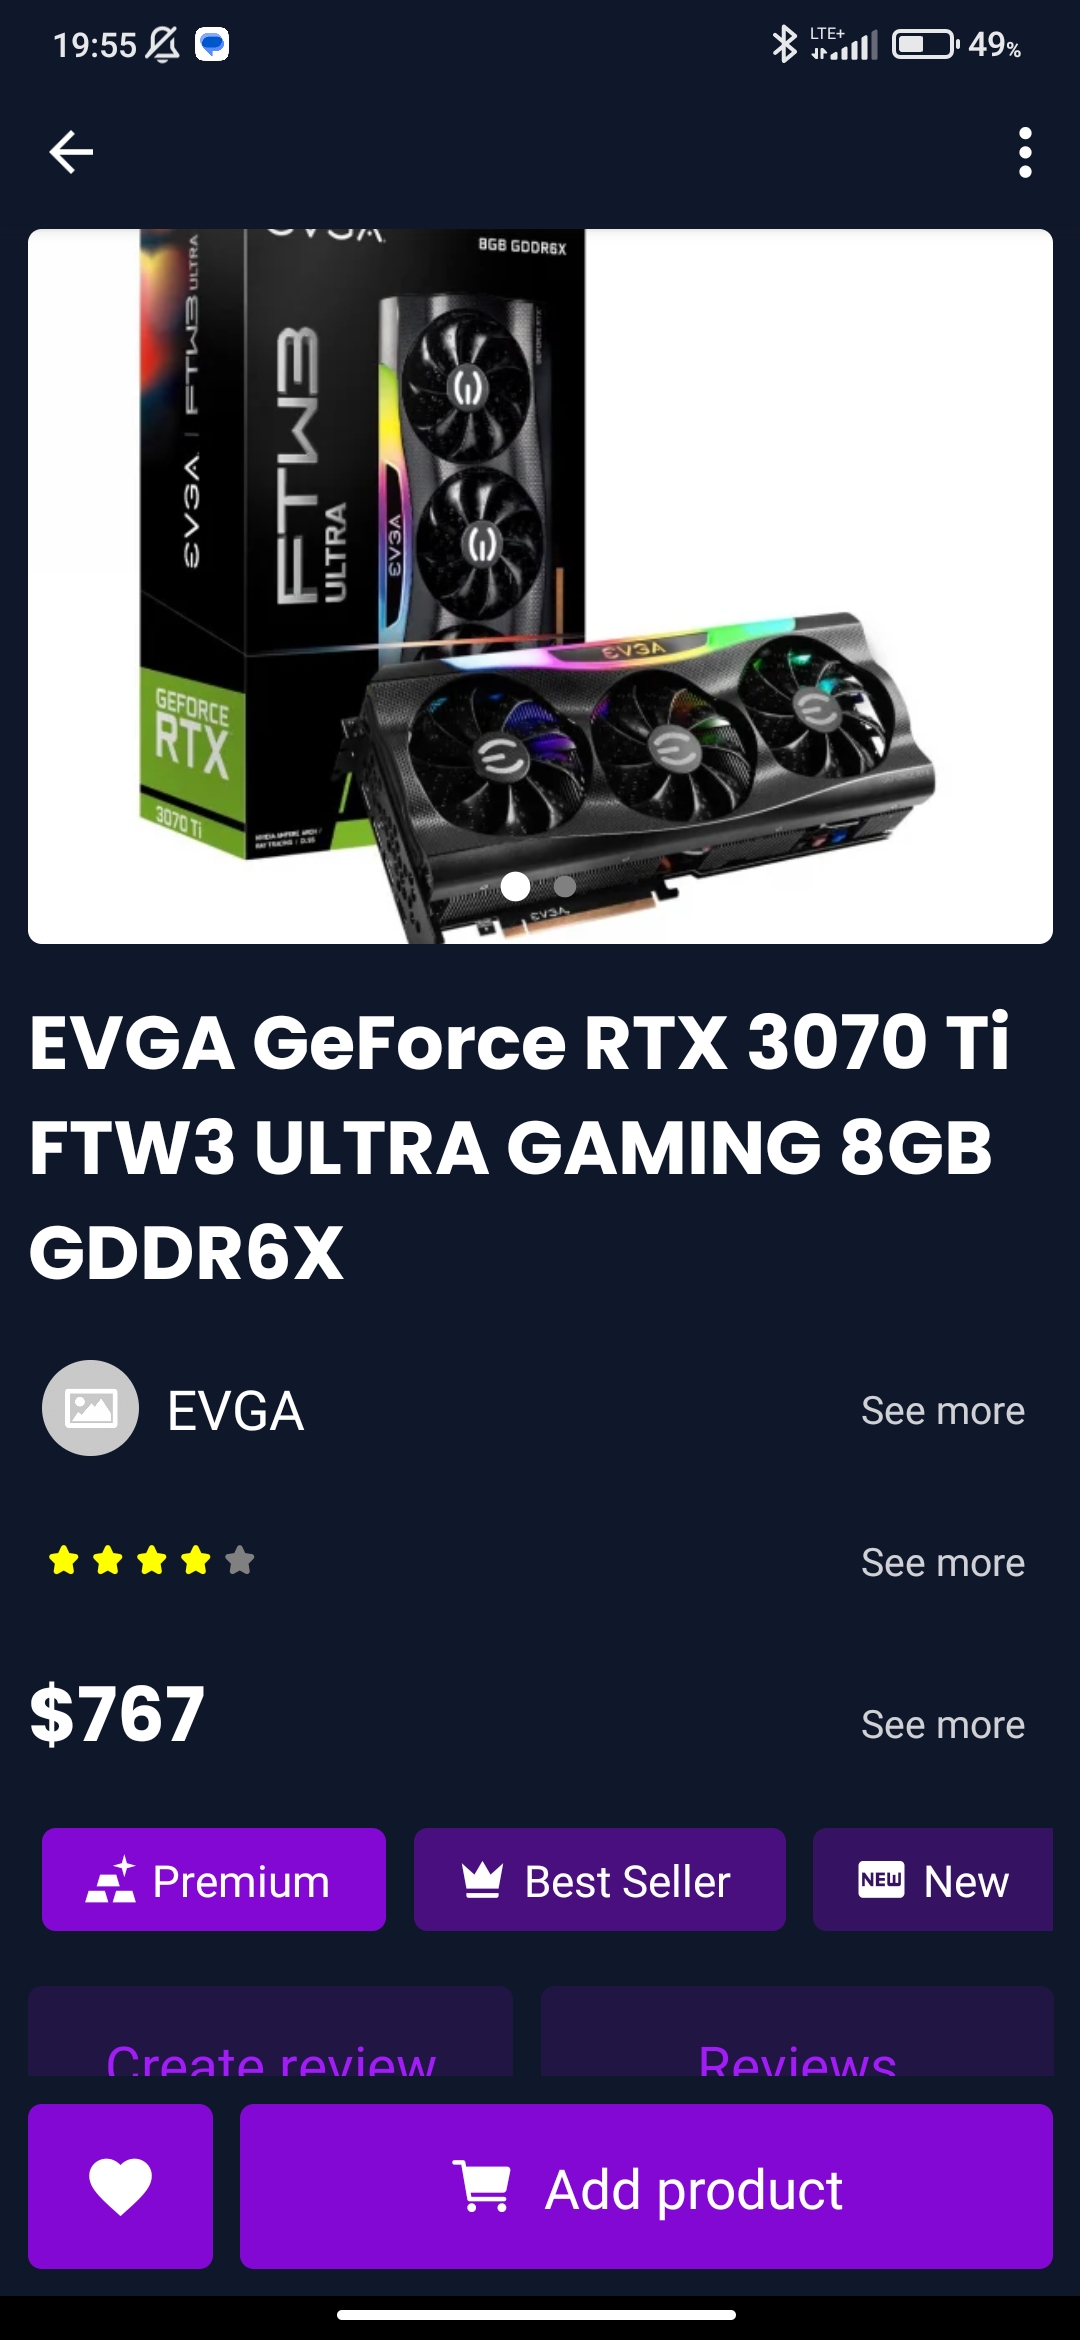 19:55
LTE+
49%
EVGA
8GB GDDR6X
EVGA | FTW3 ULTRA
FTW3
ULTRA
EVGA
EVGA
GEFORCE
RTX
3070 Ti
EVGA
EVGA GeForce RTX 3070 Ti
FTW3 ULTRA GAMING 8GB
GDDR6X
EVGA See more
See more
$767 See more
Premium Best Seller NEW New
Create review Reviews
Add product